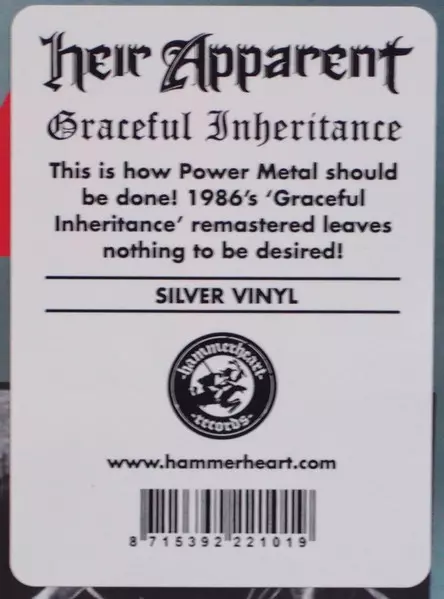 Heir Apparent
Graceful Inheritance
This is how Power Metal should
be done! 1986's 'Graceful
Inheritance' remastered leaves
nothing to be desired!
SILVER VINYL
·hammerheart·
records
www.hammerheart.com
8 715392 221019